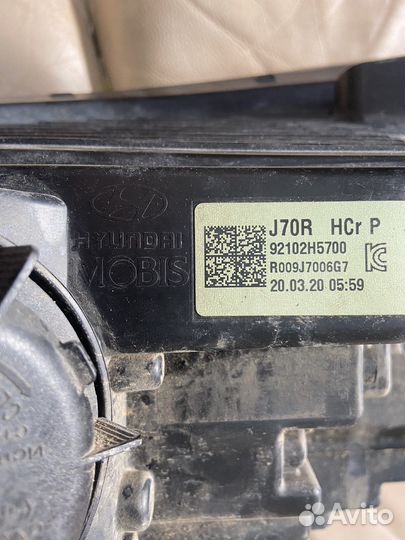 HYUNDAI
MOBIS
J70R HCr P
92102H5700
R009J7006G7
20.03.20 05:59
Avito